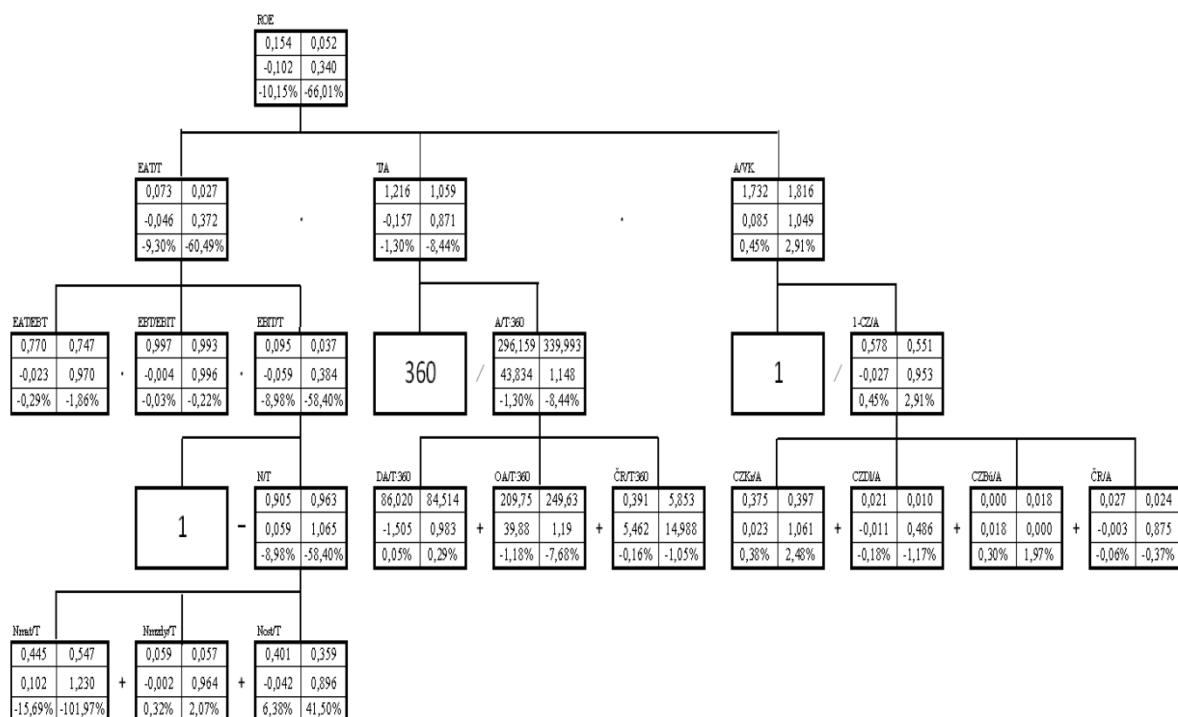 ROE
0,154 0,052
-0,102 0,340
-10,15% -66,01%
EAT/T T/A A/VK
0,073 0,027 1,216 1,059 1,732 1,816
-0,046 0,372 · -0,157 0,871 · 0,085 1,049
-9,30% -60,49% -1,30% -8,44% 0,45% 2,91%
EAT/EBT EBT/EBIT EBIT/T A/T·360 1-CZ/A
0,770 0,747 0,997 0,993 0,095 0,037 296,159 339,993 0,578 0,551
-0,023 0,970 · -0,004 0,996 · -0,059 0,384 360 / 43,834 1,148 1 / -0,027 0,953
-0,29% -1,86% -0,03% -0,22% -8,98% -58,40% -1,30% -8,44% 0,45% 2,91%
N/T DA/T·360 OA/T·360 ČR/T·360 CZKr/A CZDl/A CZBú/A ČR/A
0,905 0,963 86,020 84,514 209,75 249,63 0,391 5,853 0,375 0,397 0,021 0,010 0,000 0,018 0,027 0,024
1 - 0,059 1,065 -1,505 0,983 + 39,88 1,19 + 5,462 14,988 0,023 1,061 + -0,011 0,486 + 0,018 0,000 + -0,003 0,875
-8,98% -58,40% 0,05% 0,29% -1,18% -7,68% -0,16% -1,05% 0,38% 2,48% -0,18% -1,17% 0,30% 1,97% -0,06% -0,37%
Nmat/T Nmzdy/T Nost/T
0,445 0,547 0,059 0,057 0,401 0,359
0,102 1,230 + -0,002 0,964 + -0,042 0,896
-15,69% -101,97% 0,32% 2,07% 6,38% 41,50%